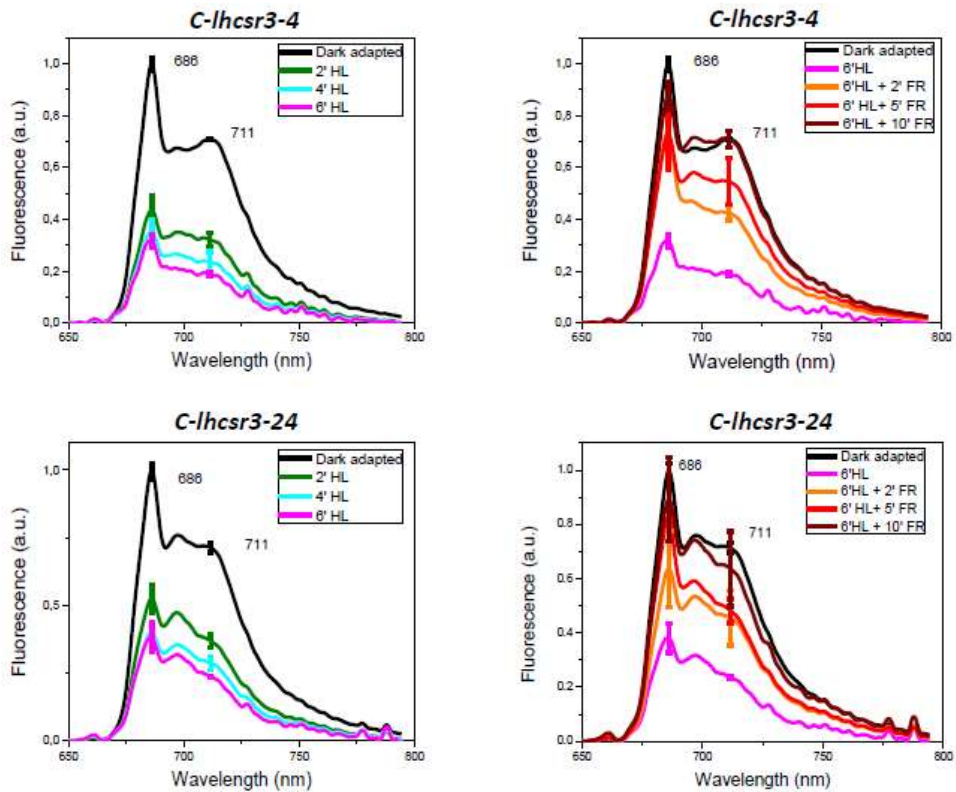 C-lhcsr3-4
Dark adapted
2' HL
4' HL
6' HL
686
711
1,0
0,8
0,6
0,4
0,2
0,0
Fluorescence (a.u.)
650
700
750
800
Wavelength (nm)
C-lhcsr3-4
Dark adapted
6'HL
6'HL + 2' FR
6' HL+ 5' FR
6'HL + 10' FR
686
711
1,0
0,8
0,6
0,4
0,2
0,0
Fluorescence (a.u.)
650
700
750
800
Wavelength (nm)
C-lhcsr3-24
Dark adapted
2' HL
4' HL
6' HL
686
711
1,0
0,5
0,0
Fluorescence (a.u.)
650
700
750
800
Wavelength (nm)
C-lhcsr3-24
Dark adapted
6'HL
6'HL + 2' FR
6' HL+ 5' FR
6'HL + 10' FR
686
711
1.0
0.8
0.6
0.4
0.2
0.0
Fluorescence (a.u.)
650
700
750
800
Wavelength (nm)